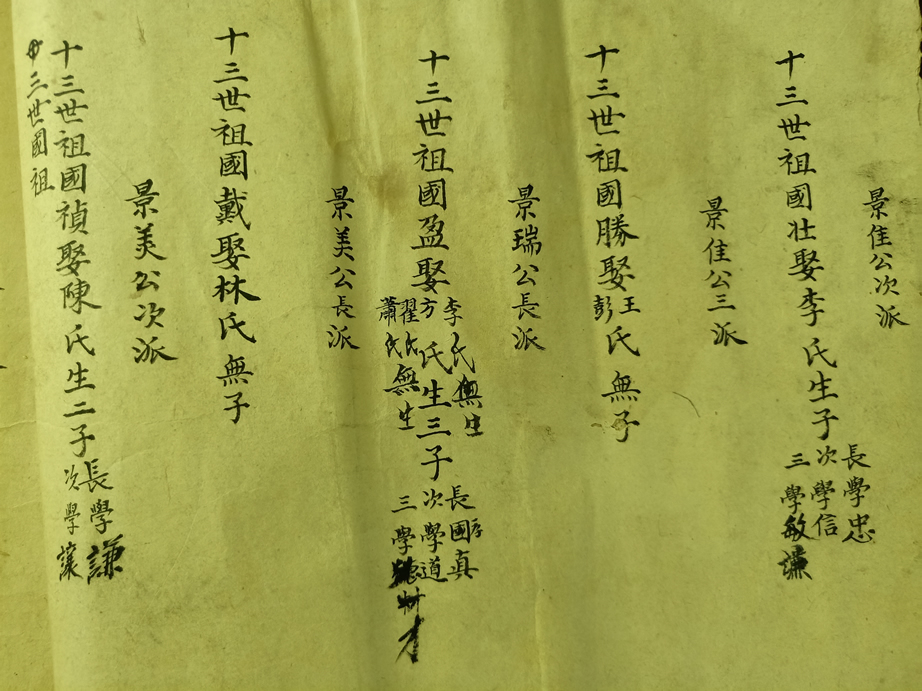 景佳公次派
十三世祖國壯娶李氏生子
長學忠
次學信
三學敏
謙
景佳公三派
十三世祖國勝娶
王
彭
氏無子
景瑞公長派
十三世祖國盈娶
李氏無生
方氏生三子
翟氏
蕭氏無生
長國真
次學道
三學
才
景美公長派
十三世祖國戴娶林氏無子
景美公次派
十三世祖國禎娶陳氏生二子
長學謙
次學讓
十三世國祖